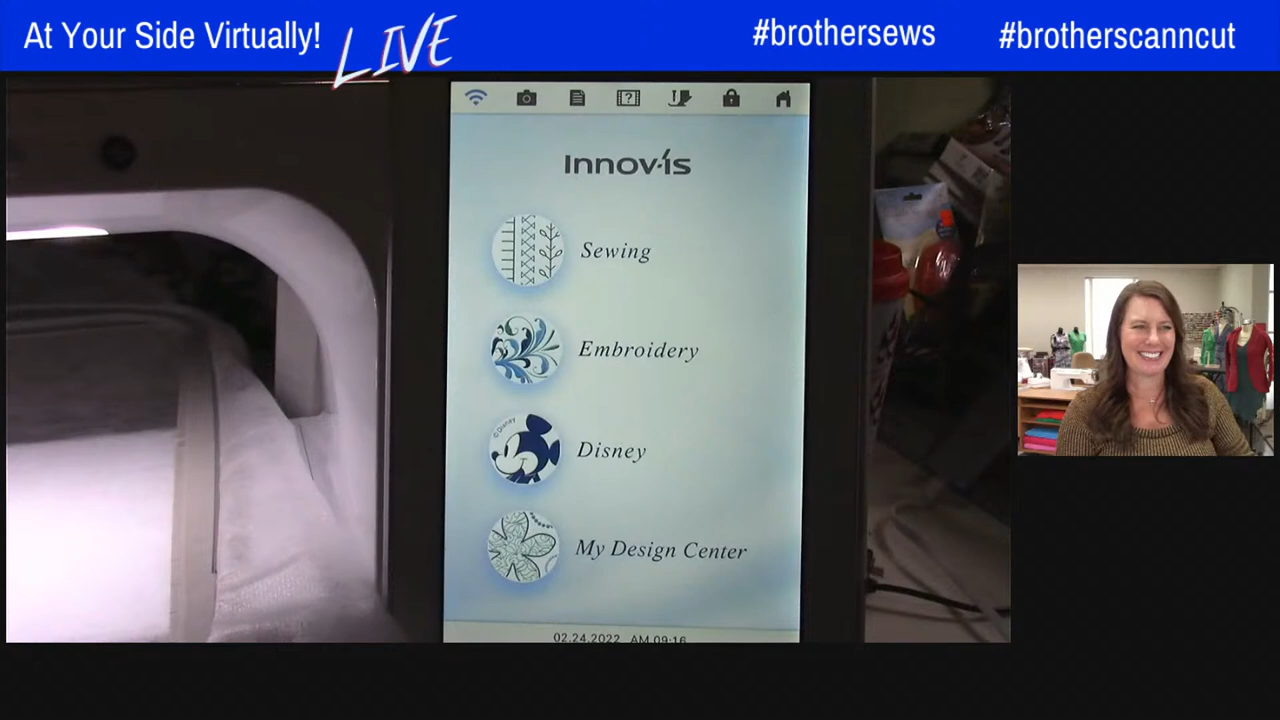 At Your Side Virtually!
LIVE
#brothersews
#brotherscanncut
INNOV-IS
Sewing
Embroidery
© Disney
Disney
My Design Center
02.24.2022 AM 09:16